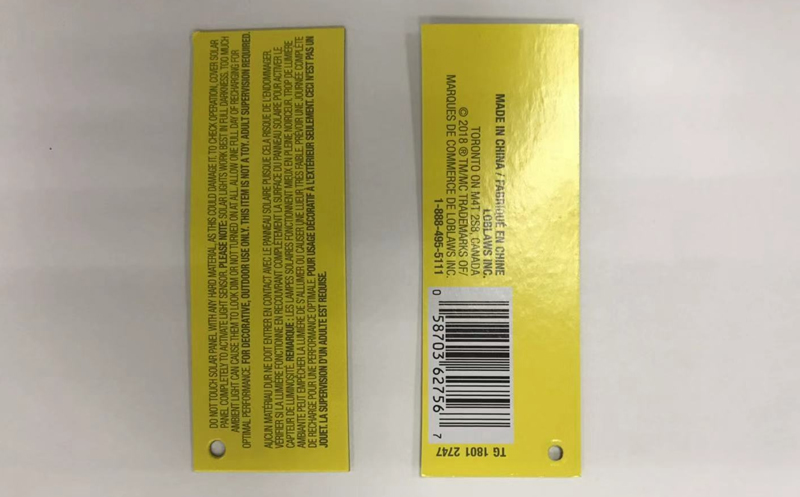 DO NOT TOUCH SOLAR PANEL WITH ANY HARD MATERIAL, AS THIS COULD DAMAGE IT. TO CHECK OPERATION, COVER SOLAR
PANEL COMPLETELY TO ACTIVATE LIGHT SENSOR. PLEASE NOTE: SOLAR LIGHTS WORK BEST IN FULL DARKNESS. TOO MUCH
AMBIENT LIGHT CAN CAUSE THEM TO LOOK DIM OR NOT TURNED ON AT ALL. ALLOW ONE FULL DAY OF RECHARGING FOR
OPTIMAL PERFORMANCE. FOR DECORATIVE, OUTDOOR USE ONLY. THIS ITEM IS NOT A TOY. ADULT SUPERVISION REQUIRED.
AUCUN MATÉRIAU DUR NE DOIT ENTRER EN CONTACT AVEC LE PANNEAU SOLAIRE PUISQUE CELA RISQUE DE L'ENDOMMAGER.
VÉRIFIER SI LA LUMIÈRE FONCTIONNE EN RECOUVRANT COMPLÈTEMENT LA SURFACE DU PANNEAU SOLAIRE POUR ACTIVER LE
CAPTEUR DE LUMINOSITÉ. REMARQUE : LES LAMPES SOLAIRES FONCTIONNENT MIEUX EN PLEINE NOIRCEUR. TROP DE LUMIÈRE
AMBIANTE PEUT EMPÊCHER LA LUMIÈRE DE S'ALLUMER OU CAUSER UNE LUEUR TRÈS FAIBLE. PRÉVOIR UNE JOURNÉE COMPLÈTE
DE RECHARGE POUR UNE PERFORMANCE OPTIMALE. POUR USAGE DÉCORATIF À L'EXTÉRIEUR SEULEMENT. CECI N'EST PAS UN
JOUET. LA SUPERVISION D'UN ADULTE EST REQUISE.
MADE IN CHINA / FABRIQUÉ EN CHINE
LOBLAWS INC.
TORONTO ON M4T 2S8, CANADA
© 2018 ® TM/MC TRADEMARKS OF/
MARQUES DE COMMERCE DE LOBLAWS INC.
1-888-495-5111
0 58703 62756 7
TG 1801 2747